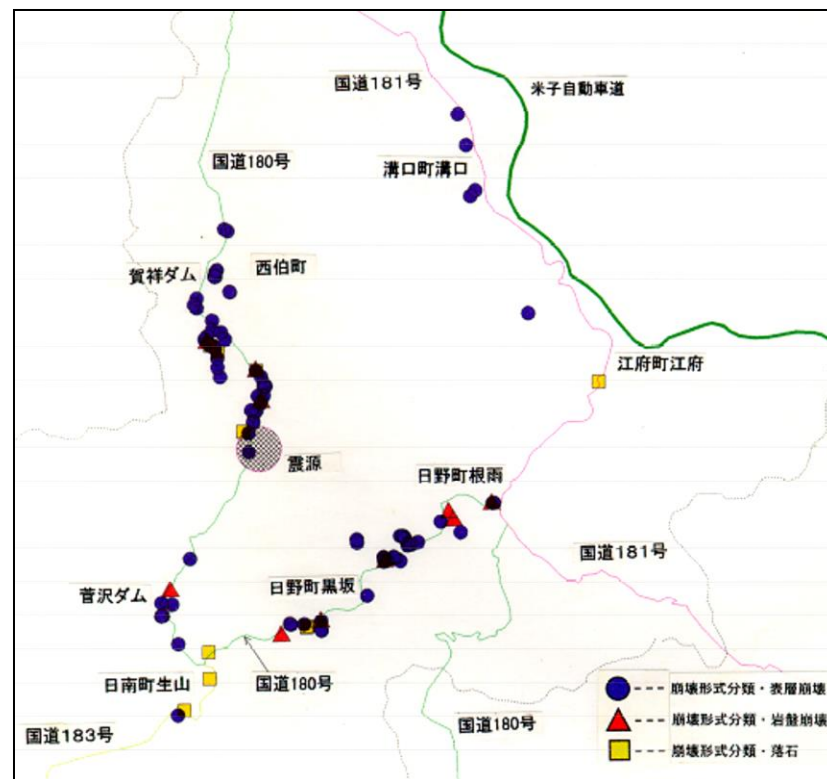 国道181号
米子自動車道
国道180号
溝口町溝口
西伯町
賀祥ダム
江府町江府
震源
日野町根雨
国道181号
菅沢ダム
日野町黒坂
日南町生山
国道180号
国道180号
国道183号
崩壊形式分類・表層崩壊
崩壊形式分類・岩盤崩壊
崩壊形式分類・落石